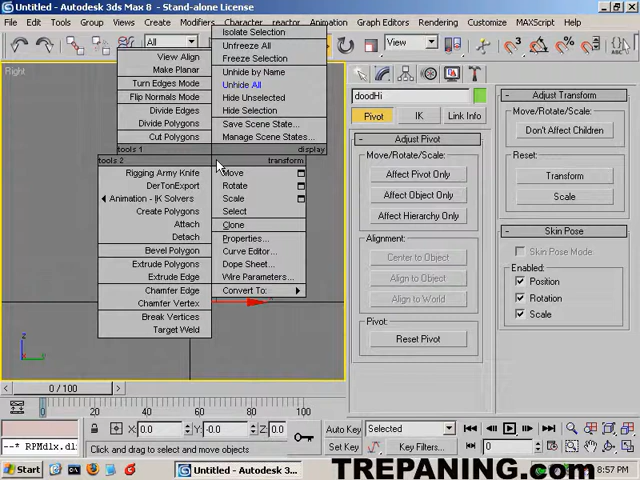 Untitled - Autodesk 3ds Max 8 - Stand-alone License
File Edit Tools Group Views Create Modifiers Character reactor Animation Graph Editors Rendering Customize MAXScript Help
All
View
Right
Isolate Selection
Unfreeze All
Freeze Selection
Unhide by Name
Unhide All
Hide Unselected
Hide Selection
Save Scene State...
Manage Scene States...
display
View Align
Make Planar
Turn Edges Mode
Flip Normals Mode
Divide Edges
Divide Polygons
Cut Polygons
tools 1
tools 2
Rigging Army Knife
DerTonExport
Animation - IK Solvers
Create Polygons
Attach
Detach
Bevel Polygon
Extrude Polygons
Extrude Edge
Chamfer Edge
Chamfer Vertex
Break Vertices
Target Weld
transform
Move
Rotate
Scale
Select
Clone
Properties...
Curve Editor...
Dope Sheet...
Wire Parameters...
Convert To:
z
x
doodHi
Pivot IK Link Info
- Adjust Pivot
Move/Rotate/Scale:
Affect Pivot Only
Affect Object Only
Affect Hierarchy Only
Alignment:
Center to Object
Align to Object
Align to World
Pivot:
Reset Pivot
- Adjust Transform
Move/Rotate/Scale:
Don't Affect Children
Reset:
Transform
Scale
- Skin Pose
Skin Pose Mode
Enabled:
Position
Rotation
Scale
0 / 100
0
--* RPMdlx.dl:
X: 0.0 Y: -0.0 Z: 0.0
Click and drag to select and move objects
Auto Key Selected
Set Key Key Filters...
0
Start
Untitled - Autodesk 3...
8:57 PM
TREPANING.com